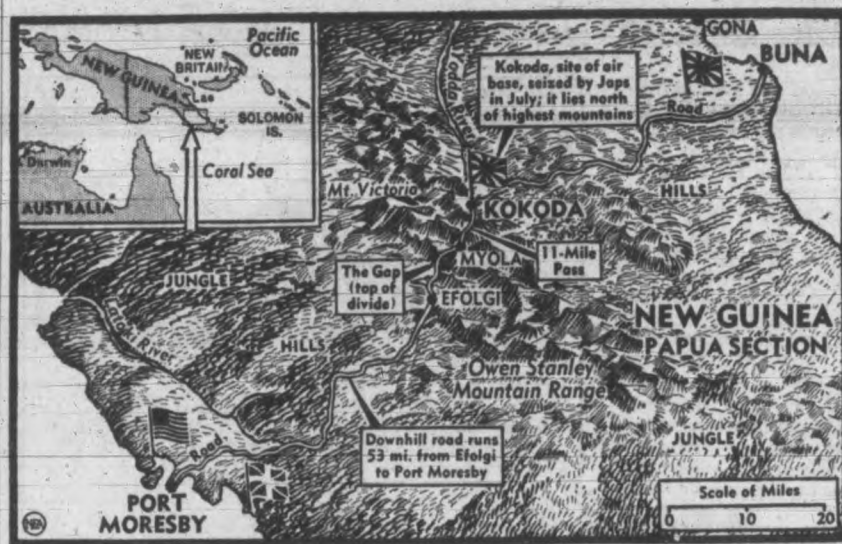 Pacific
Ocean
NEW
BRITAIN
NEW GUINEA
Lae
SOLOMON
IS.
Darwin
Coral Sea
AUSTRALIA
GONA
BUNA
Yodda River
Kokoda, site of air
base, seized by Japs
in July; it lies north
of highest mountains
Road
Mt. Victoria
KOKODA
HILLS
11-Mile
Pass
MYOLA
The Gap
(top of
divide)
EFOLGI
JUNGLE
NEW GUINEA
PAPUA SECTION
River
HILLS
Owen Stanley
Mountain Range
Downhill road runs
53 mi. from Efolgi
to Port Moresby
JUNGLE
Road
PORT
MORESBY
Scale of Miles
0 10 20
NEA